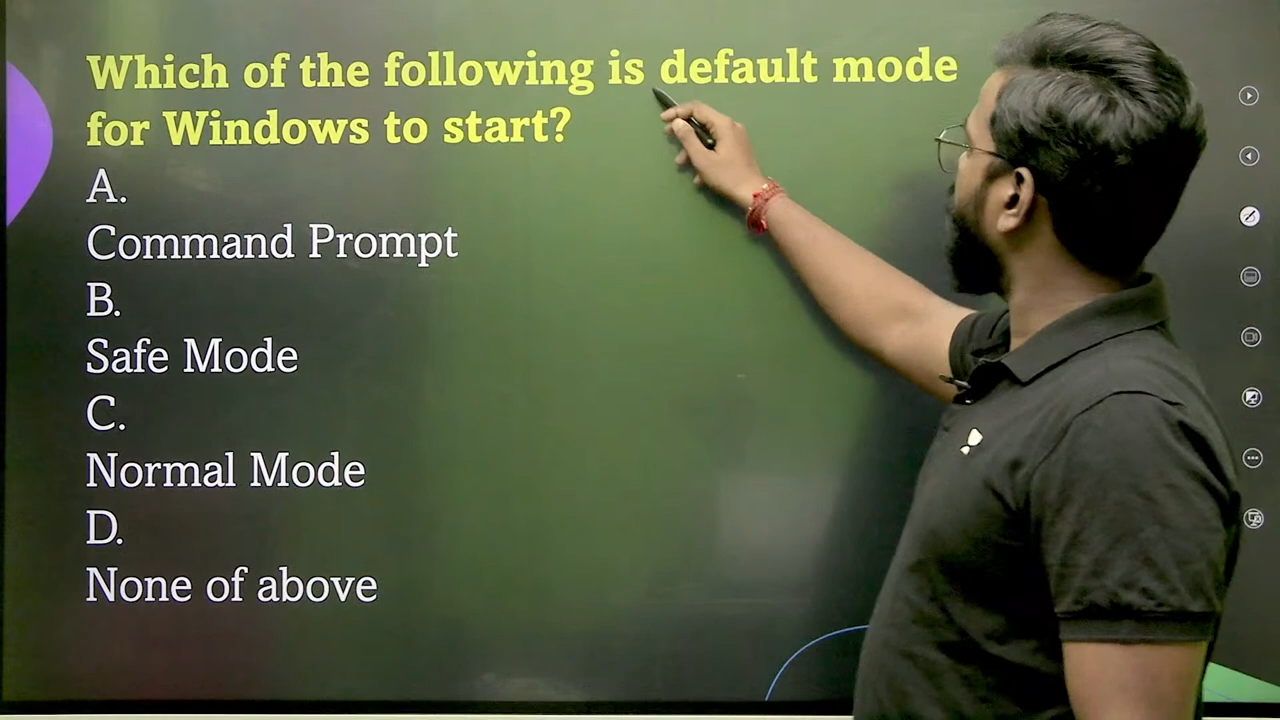 Which of the following is default mode
for Windows to start?
A.
Command Prompt
B.
Safe Mode
C.
Normal Mode
D.
None of above